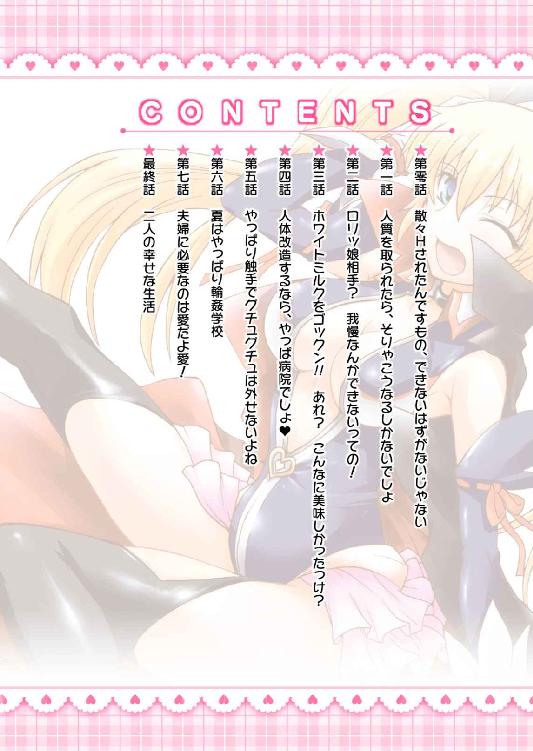 CONTENTS
★第零話 散々Hされたんですもの、できないはずがないじゃない
★第一話 人質を取られたら、そりゃこうなるしかないでしょ
★第二話 ロリッ娘相手？ 我慢なんかできないっての！
★第三話 ホワイトミルクをゴックン!! あれ？ こんなに美味しかったっけ？
★第四話 人体改造するなら、やっぱ病院でしょ♥
★第五話 やっぱり触手でグチュグチュは外せないよね
★第六話 夏はやっぱり輪姦学校
★第七話 夫婦に必要なのは愛だよ愛！
★最終話 二人の幸せな生活